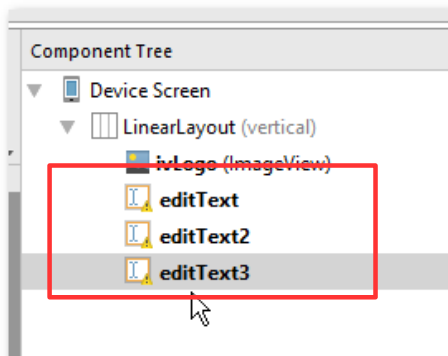 Component Tree
Device Screen
LinearLayout (vertical)
ivLogo (ImageView)
editText
editText2
editText3